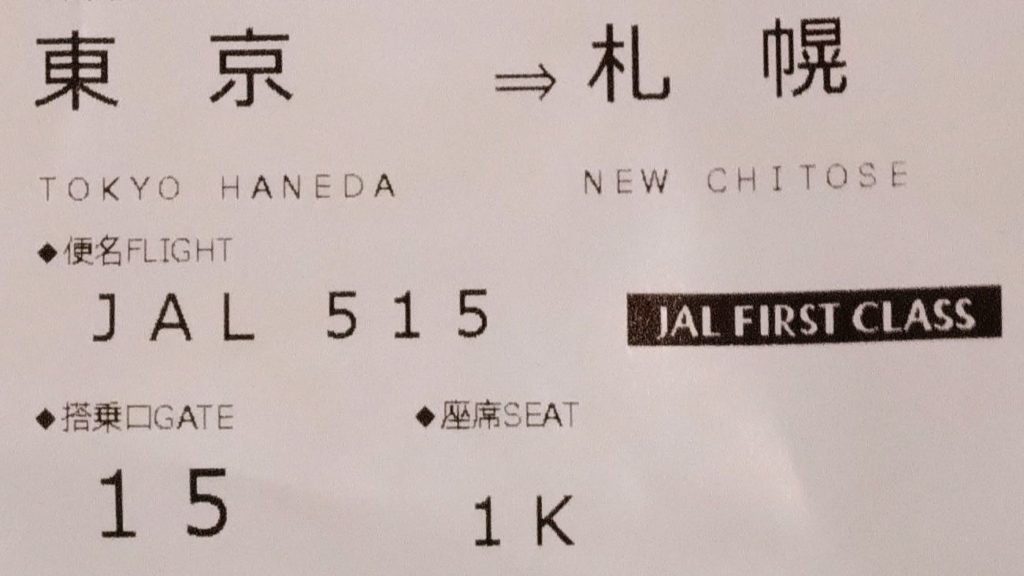 東京 ⇒ 札幌
TOKYO HANEDA NEW CHITOSE
◆便名FLIGHT
JAL 515 JAL FIRST CLASS
◆搭乗口GATE ◆座席SEAT
15 1K